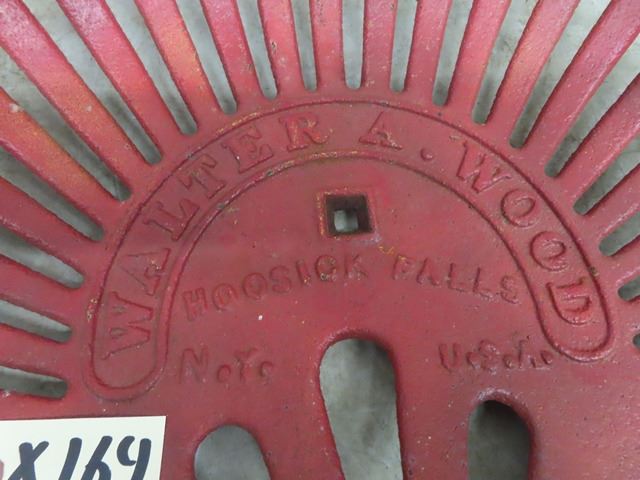 WALTER A. WOOD
HOOSICK FALLS
N.Y. U.S.A.
X169